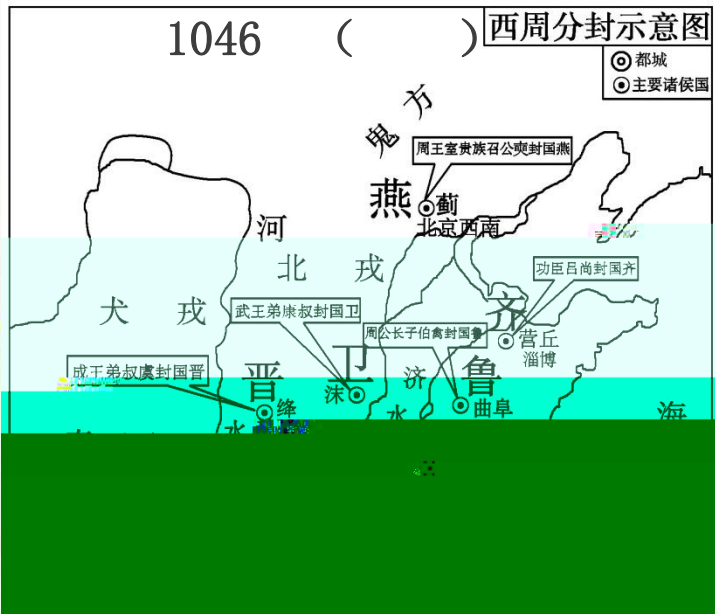 1046 ( )
西周分封示意图
都城
主要诸侯国
鬼方
周王室贵族召公奭封国燕
燕
蓟
北京西南
河
北 戎
功臣吕尚封国齐
犬 戎
武王弟康叔封国卫
周公长子伯禽封国鲁
齐
营丘
淄博
成王弟叔虞封国晋
晋
卫
济
鲁
沫
绛
曲阜
水
海
水